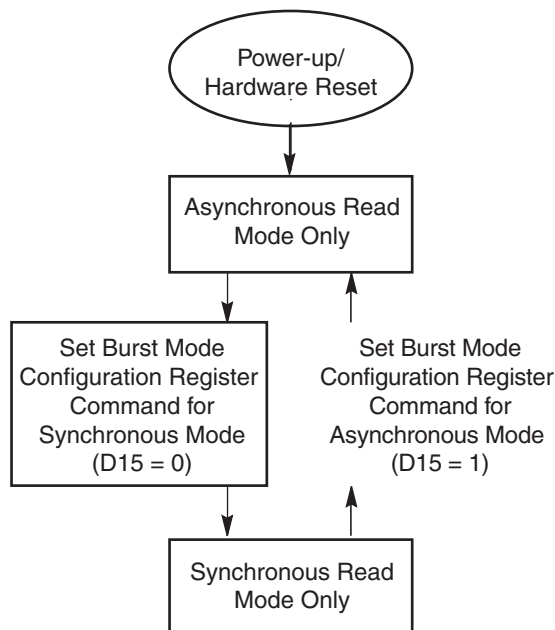 Power-up/
Hardware Reset
Asynchronous Read
Mode Only
Set Burst Mode
Configuration Register
Command for
Synchronous Mode
(D15 = 0)
Set Burst Mode
Configuration Register
Command for
Asynchronous Mode
(D15 = 1)
Synchronous Read
Mode Only